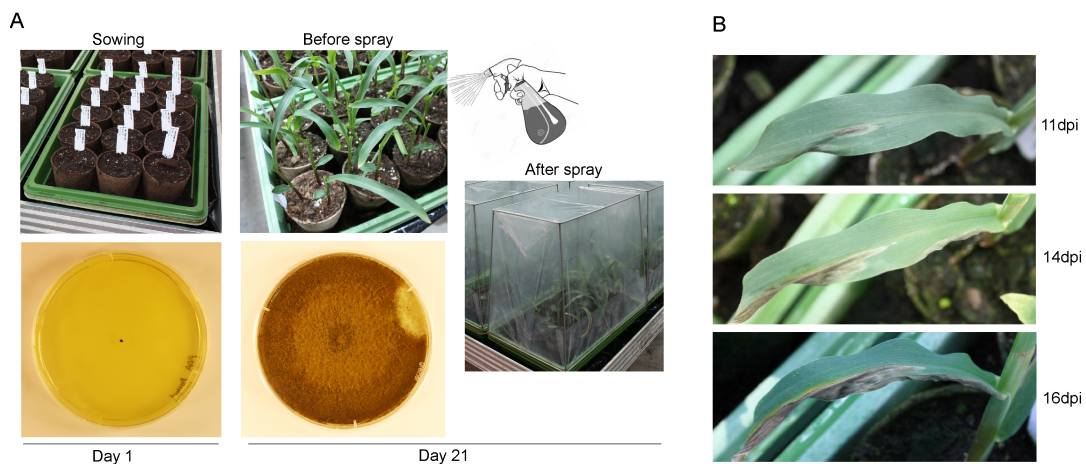 A
Sowing
Before spray
After spray
Day 1
Day 21
B
11dpi
14dpi
16dpi